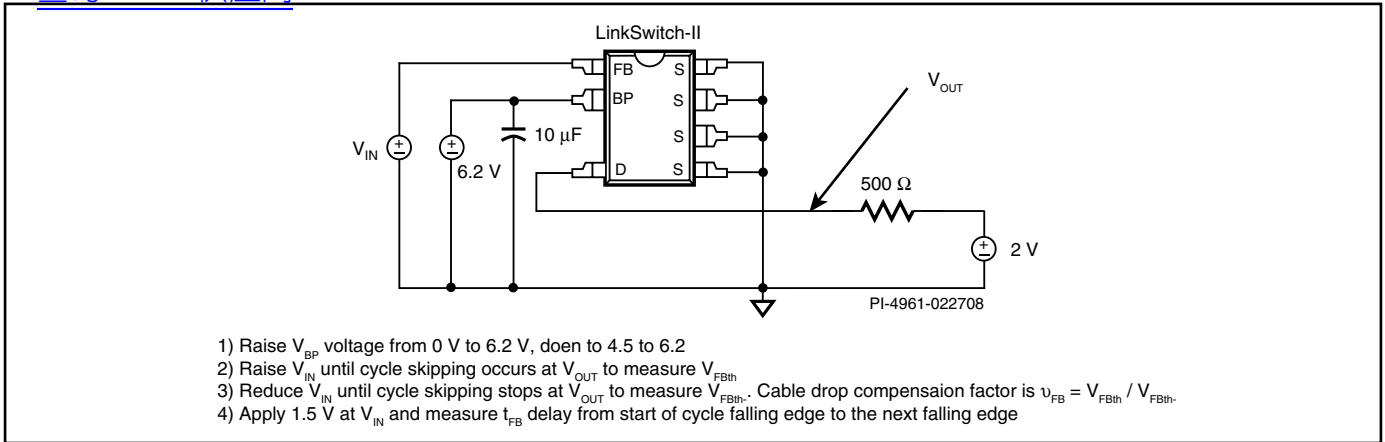 LinkSwitch-II
FB S
BP S
S
D S
V_OUT
V_IN
6.2 V
10 μF
500 Ω
2 V
PI-4961-022708
1) Raise V_BP voltage from 0 V to 6.2 V, doen to 4.5 to 6.2
2) Raise V_IN until cycle skipping occurs at V_OUT to measure V_FBth
3) Reduce V_IN until cycle skipping stops at V_OUT to measure V_FBth-. Cable drop compensaion factor is υ_FB = V_FBth / V_FBth-
4) Apply 1.5 V at V_IN and measure t_FB delay from start of cycle falling edge to the next falling edge